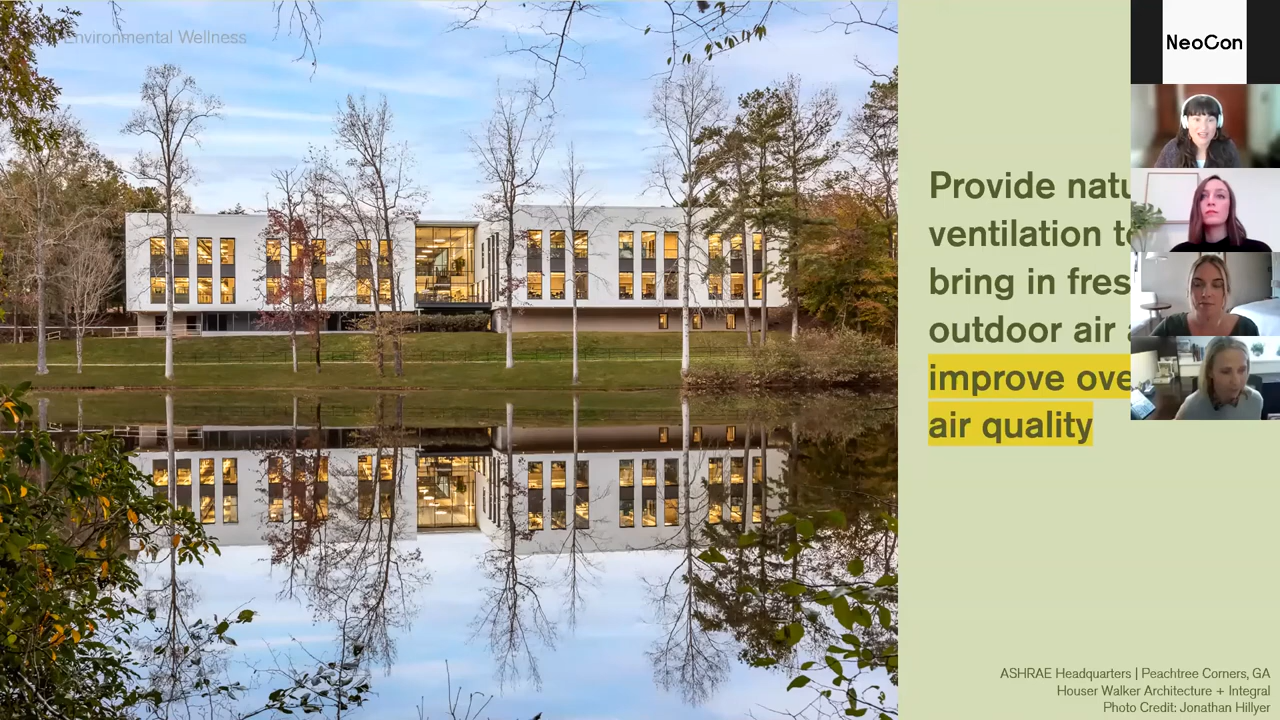 Environmental Wellness
NeoCon
Provide natu
ventilation to
bring in fres
outdoor air a
improve ove
air quality
ASHRAE Headquarters | Peachtree Corners, GA
Houser Walker Architecture + Integral
Photo Credit: Jonathan Hillyer